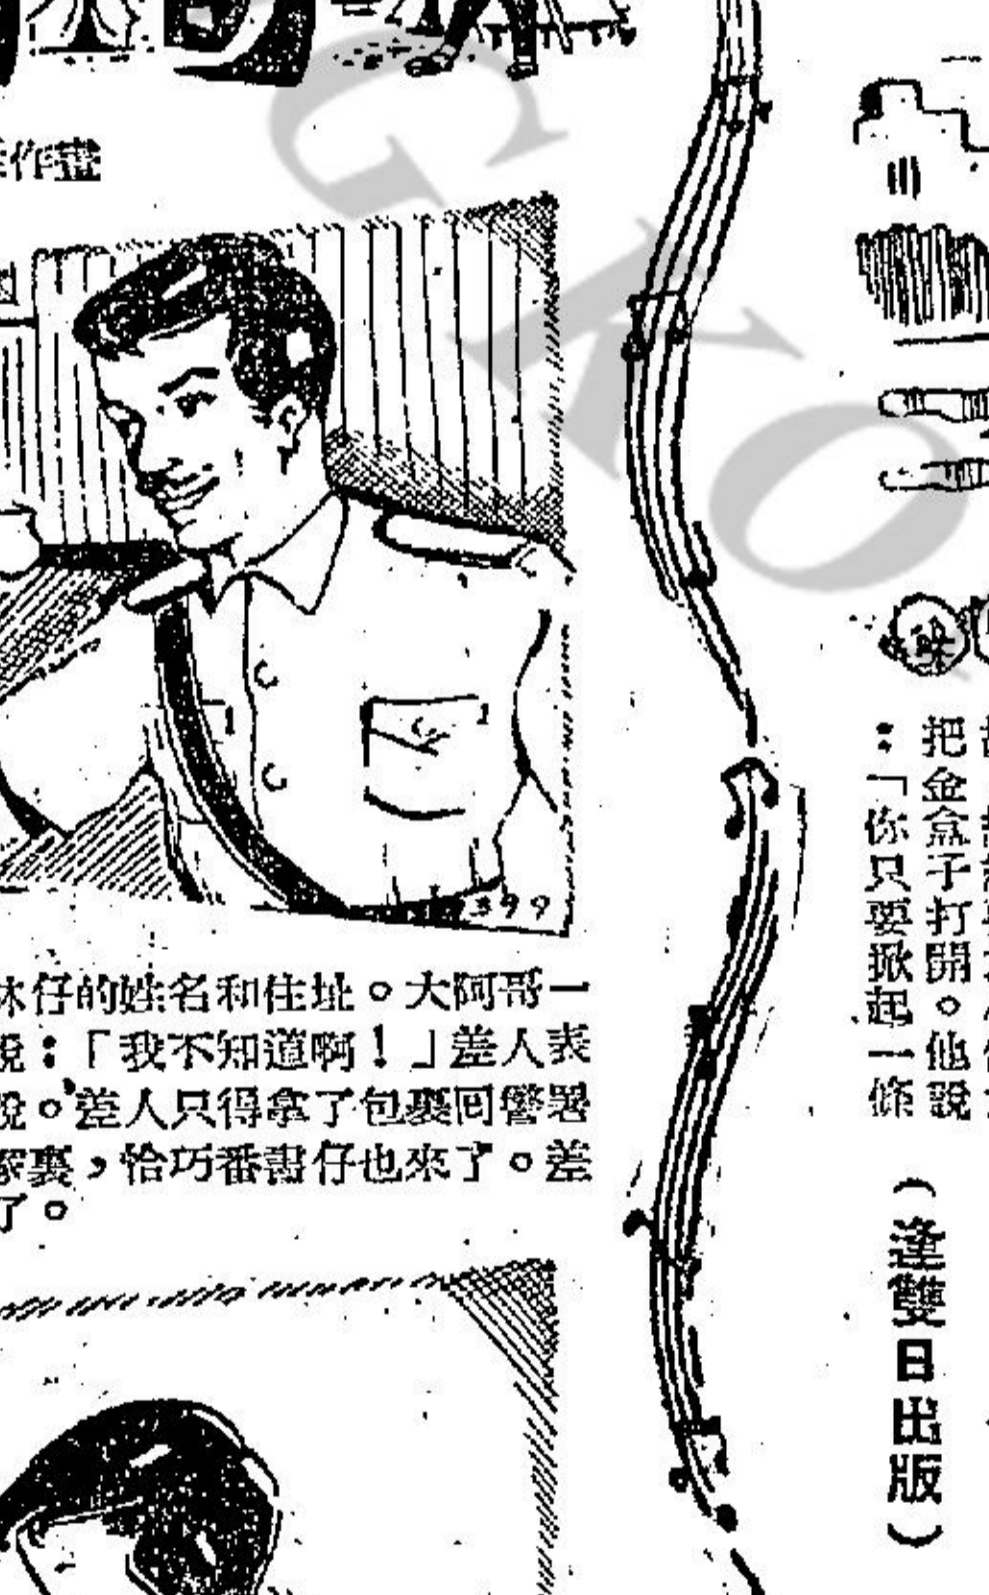 作畫
399
仔的姓名和住址。大阿哥一
說：「我不知道啊！」差人表
說。差人只得拿了包裹囘警署
家裏，恰巧番書仔也來了。差
了。
把金盒子打開。他說
：「你只要掀起一條
（逢雙日出版）
GKO